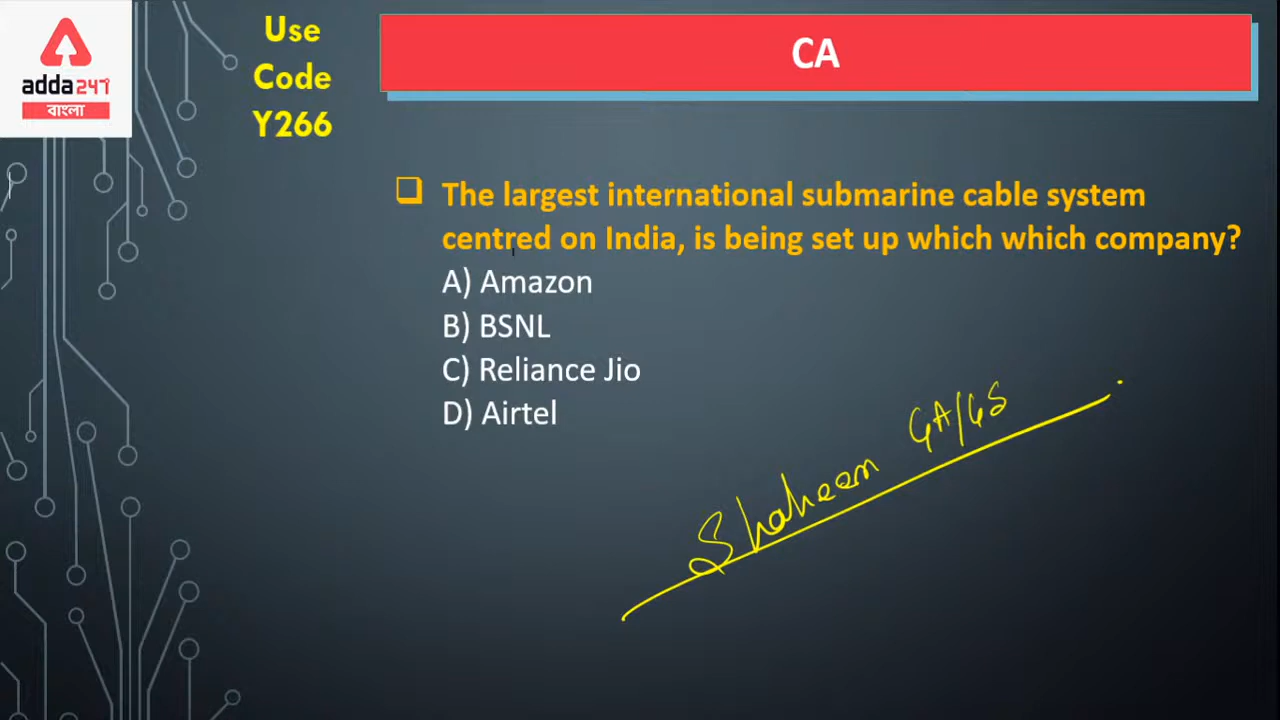 adda247
বাংলা
Use
Code
Y266
CA
The largest international submarine cable system
centred on India, is being set up which which company?
A) Amazon
B) BSNL
C) Reliance Jio
D) Airtel
Shaheen GA/GS